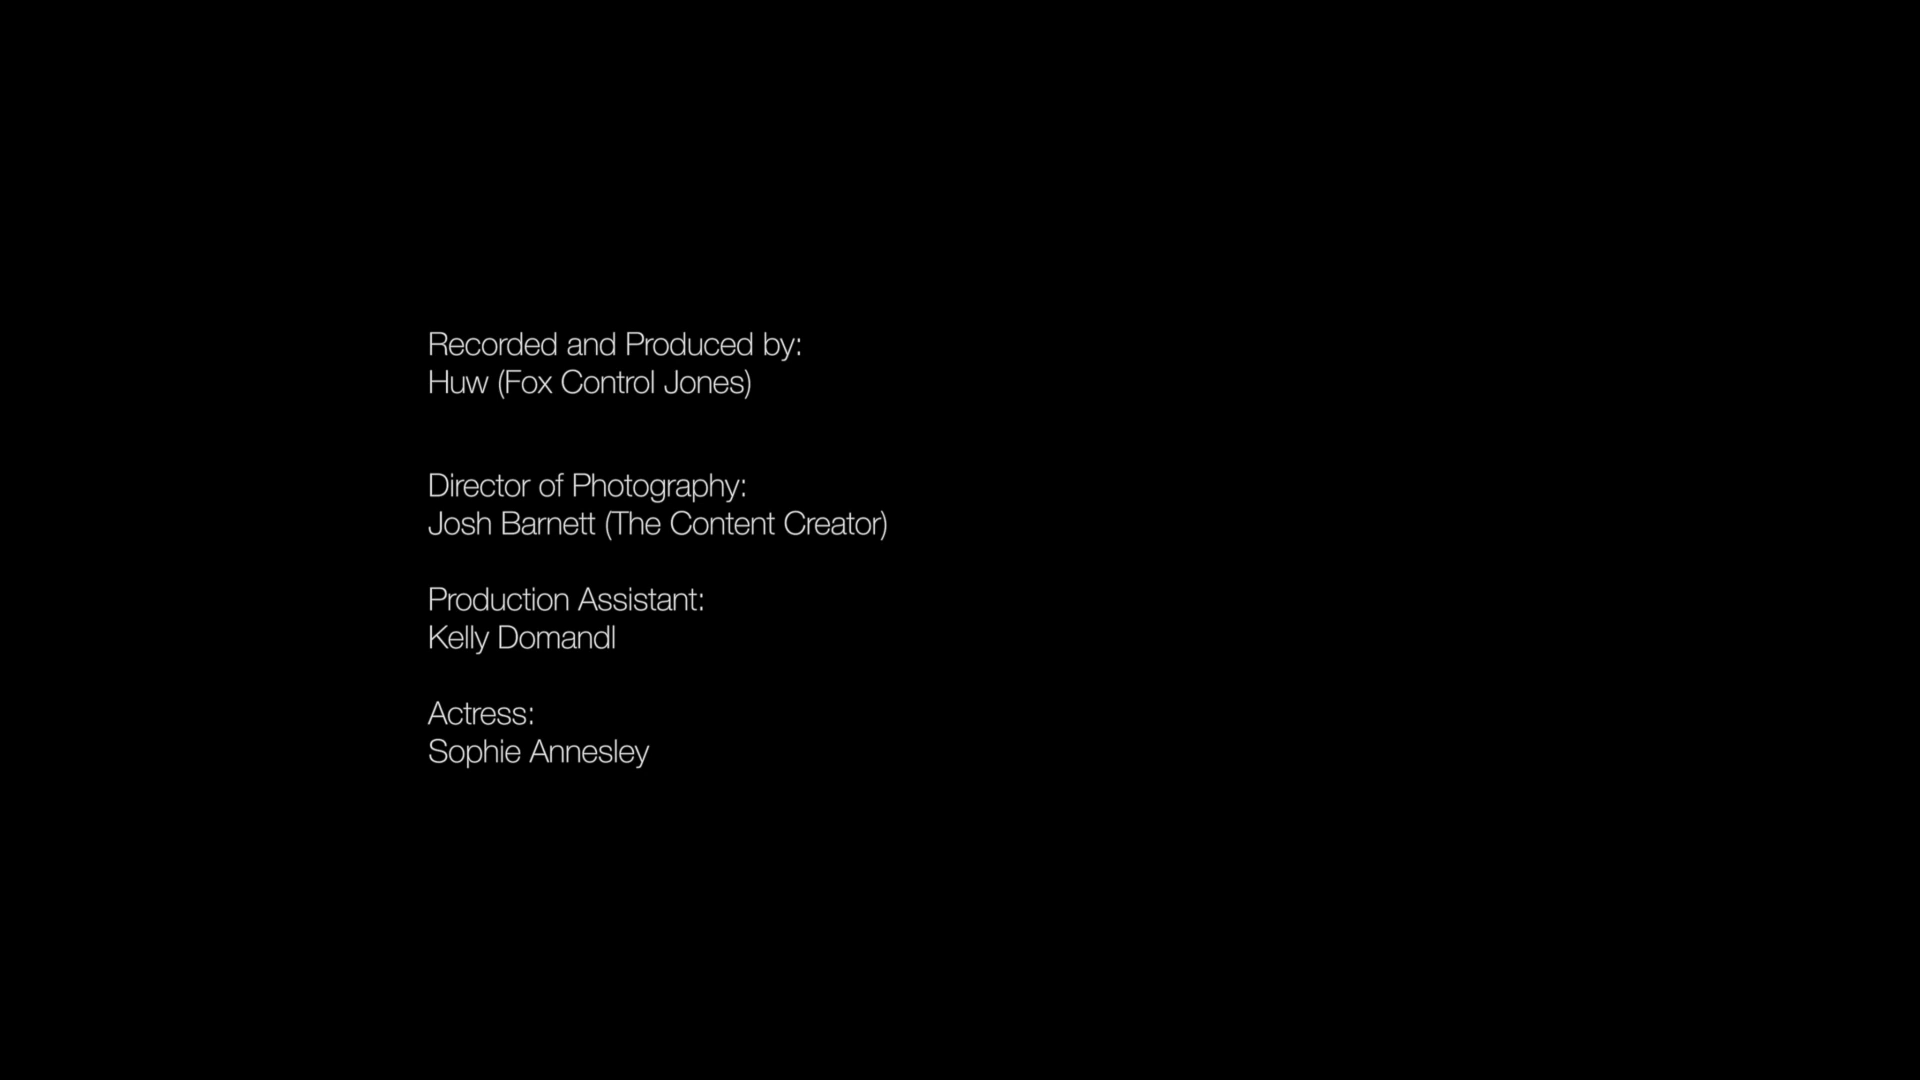 Recorded and Produced by:
Huw (Fox Control Jones)
Director of Photography:
Josh Barnett (The Content Creator)
Production Assistant:
Kelly Domandl
Actress:
Sophie Annesley